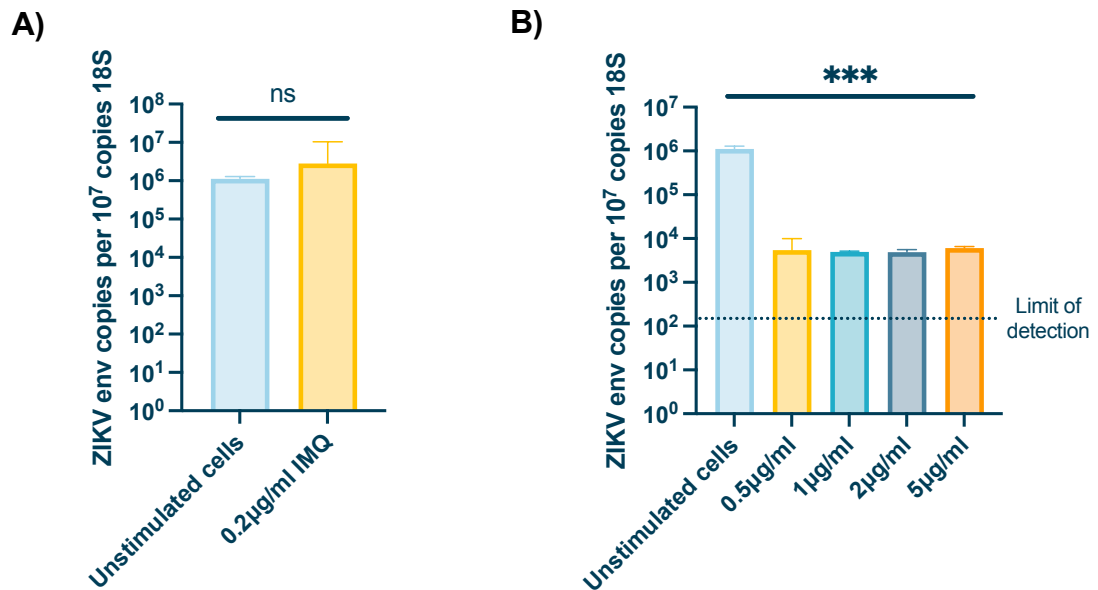 A)
ZIKV env copies per 10⁷ copies 18S
10⁸
10⁷
10⁶
10⁵
10⁴
10³
10²
10¹
10⁰
ns
Unstimulated cells
0.2µg/ml IMQ
B)
ZIKV env copies per 10⁷ copies 18S
10⁷
10⁶
10⁵
10⁴
10³
10²
10¹
10⁰
***
Limit of
detection
Unstimulated cells
0.5µg/ml
1µg/ml
2µg/ml
5µg/ml